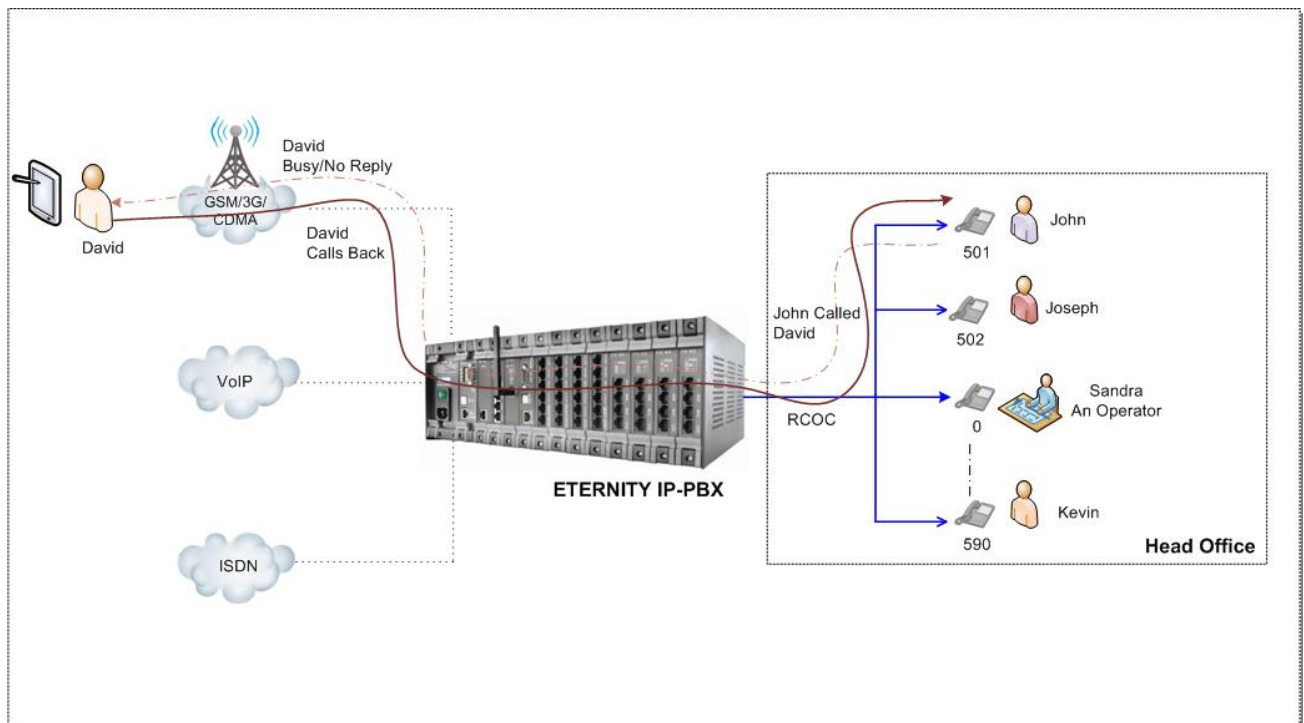 David
Busy/No Reply
GSM/3G/
CDMA
David
David
Calls Back
VoIP
ISDN
ETERNITY IP-PBX
John Called
David
RCOC
John
501
Joseph
502
Sandra
An Operator
0
Kevin
590
Head Office